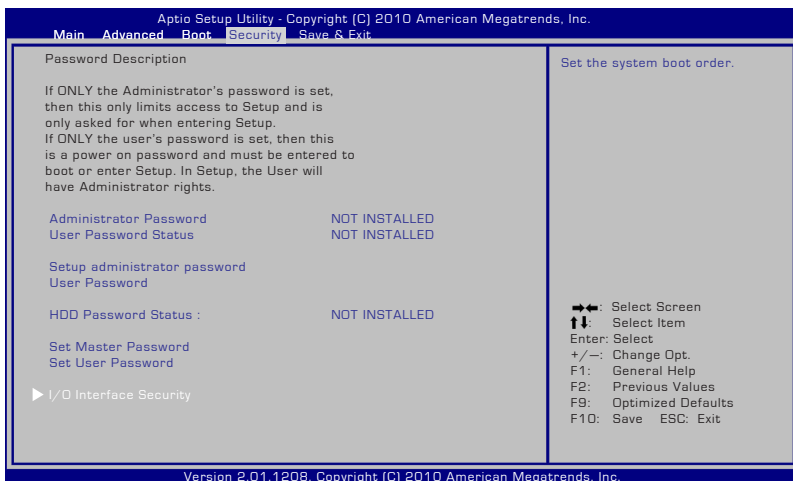 Aptio Setup Utility - Copyright (C) 2010 American Megatrends, Inc.
Main Advanced Boot Security Save & Exit
Password Description
If ONLY the Administrator's password is set,
then this only limits access to Setup and is
only asked for when entering Setup.
If ONLY the user's password is set, then this
is a power on password and must be entered to
boot or enter Setup. In Setup, the User will
have Administrator rights.
Administrator Password NOT INSTALLED
User Password Status NOT INSTALLED
Setup administrator password
User Password
HDD Password Status : NOT INSTALLED
Set Master Password
Set User Password
I/O Interface Security
Set the system boot order.
→←: Select Screen
↑↓: Select Item
Enter: Select
+/—: Change Opt.
F1: General Help
F2: Previous Values
F9: Optimized Defaults
F10: Save ESC: Exit
Version 2.01.1208. Copyright (C) 2010 American Megatrends, Inc.